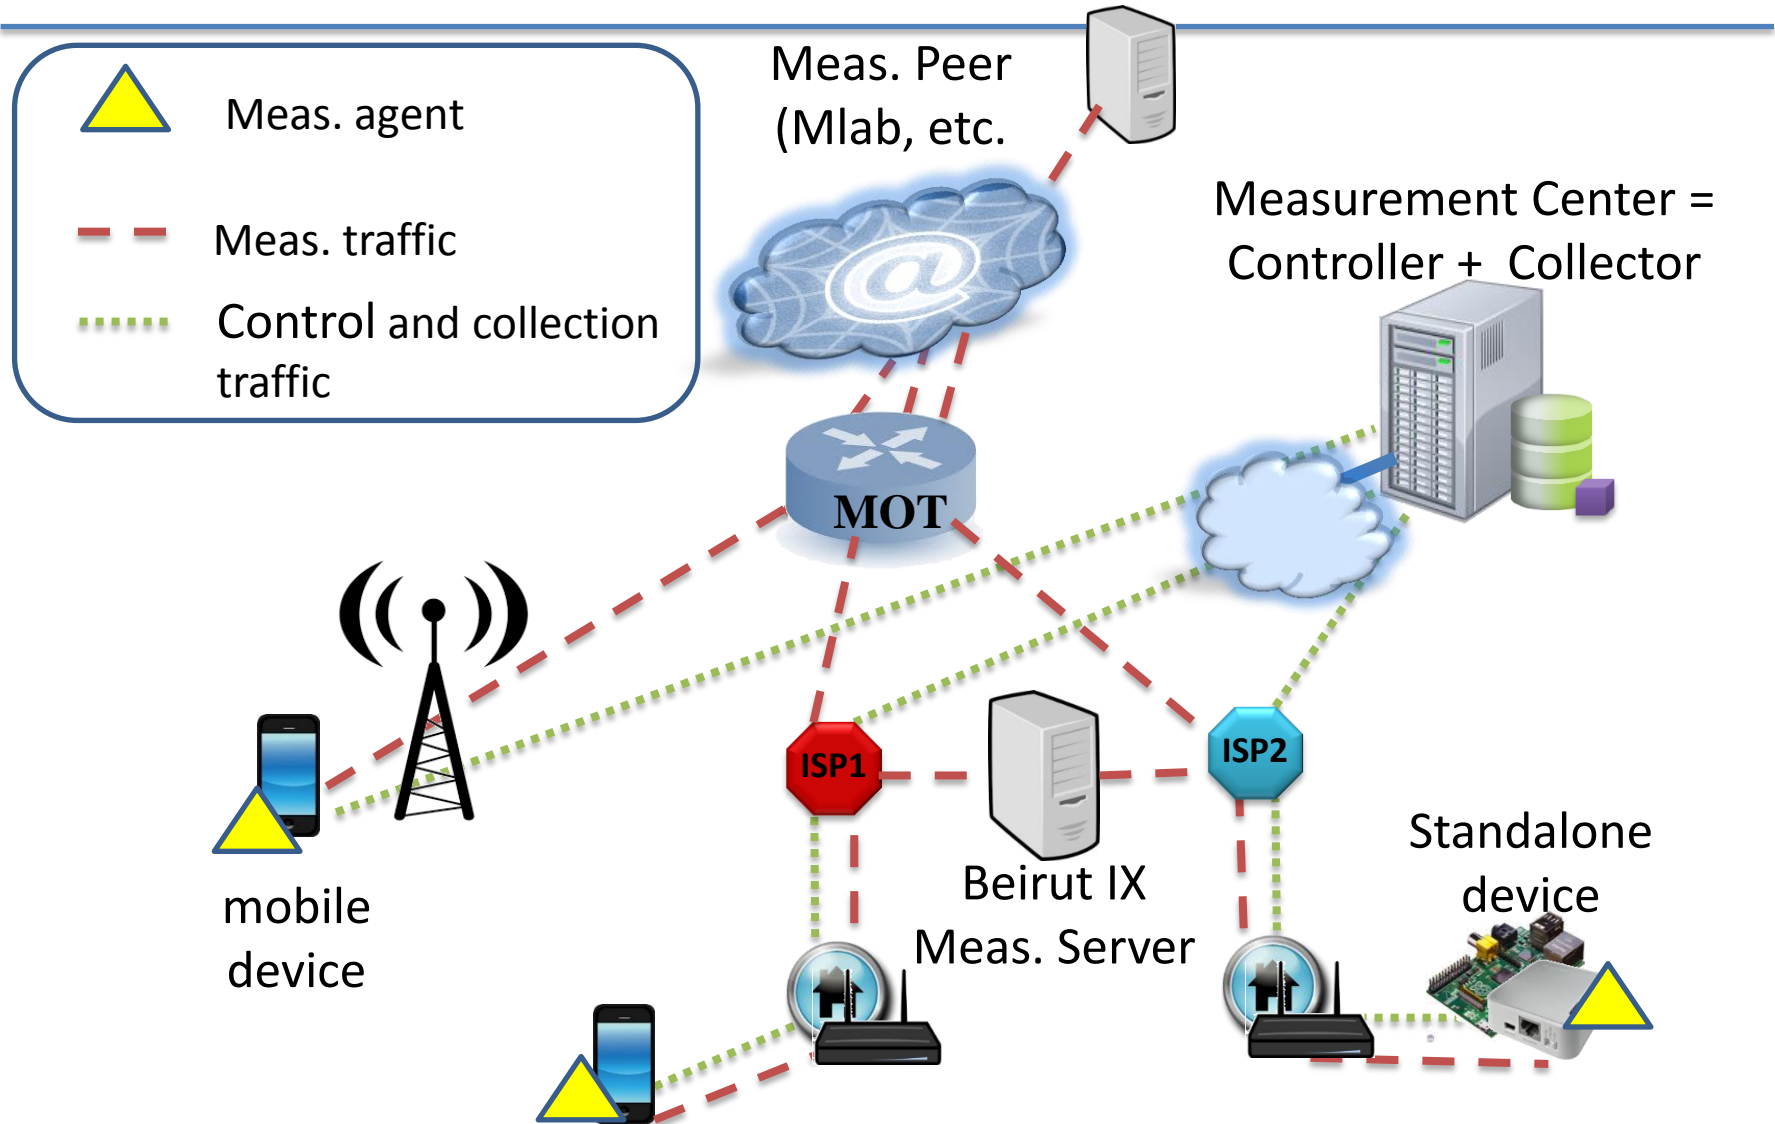 Meas. agent
Meas. traffic
Control and collection
traffic
Meas. Peer
(Mlab, etc.
@
Measurement Center =
Controller + Collector
MOT
ISP1
ISP2
Beirut IX
Meas. Server
Standalone
device
mobile
device